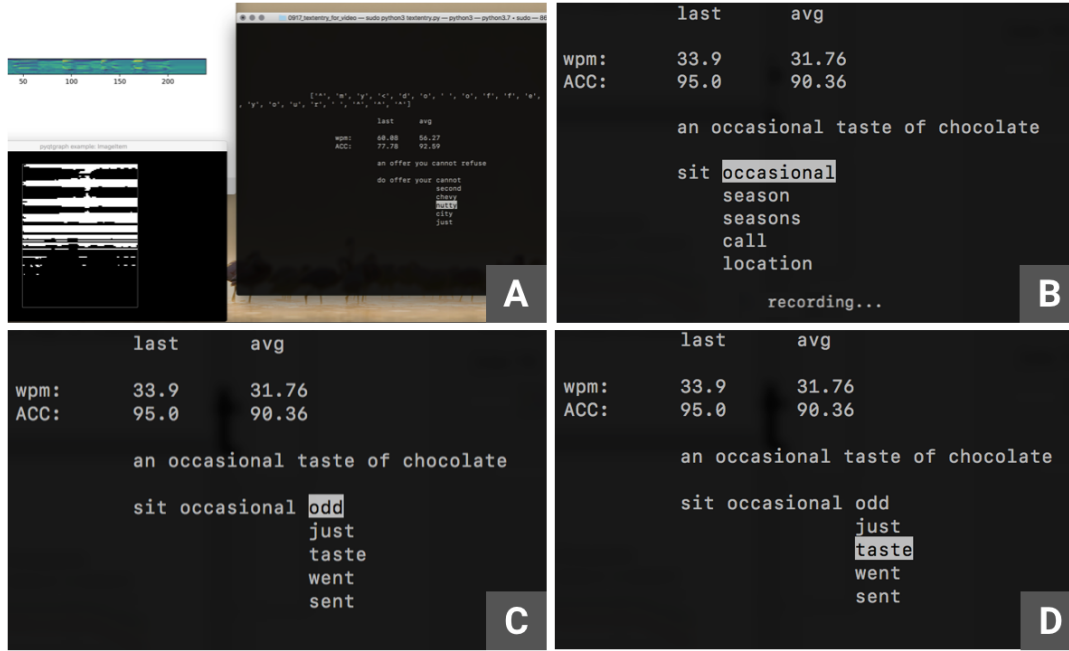 0917_textentry_for_video — sudo python3 textentry.py — python3 — python3.7 • sudo — 86
50 100 150 200
['^', 'm', 'y', '<', 'd', 'o', ' ', 'o', 'f', 'f', 'e',
, 'y', 'o', 'u', 'r', ' ', '^', '^', '^']
last avg
wpm: 60.00 56.27
ACC: 77.78 92.59
an offer you cannot refuse
do offer your cannot
second
chevy
nutty
city
just
pyqtgraph example: ImageItem
A
last avg
wpm: 33.9 31.76
ACC: 95.0 90.36
an occasional taste of chocolate
sit occasional
season
seasons
call
location
recording...
B
last avg
wpm: 33.9 31.76
ACC: 95.0 90.36
an occasional taste of chocolate
sit occasional odd
just
taste
went
sent
C
last avg
wpm: 33.9 31.76
ACC: 95.0 90.36
an occasional taste of chocolate
sit occasional odd
just
taste
went
sent
D